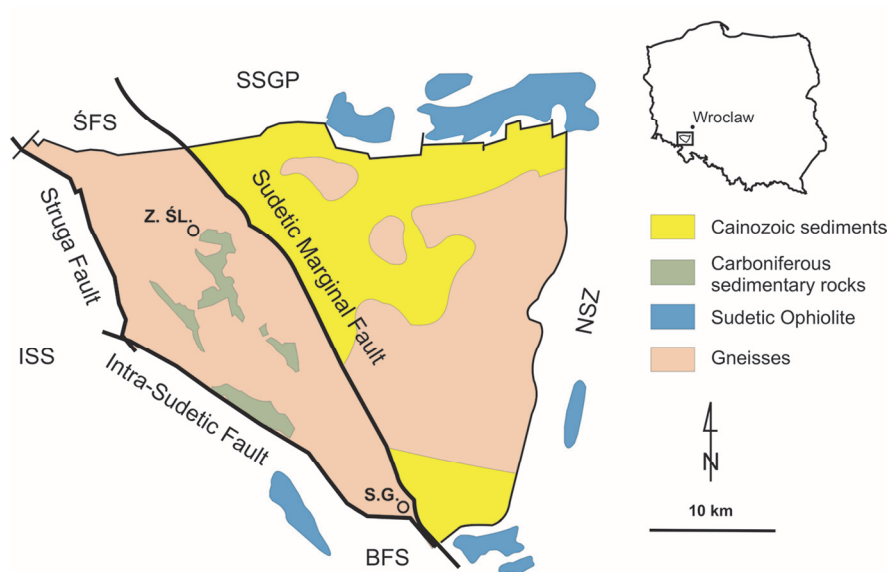 SSGP
ŚFS
Wroclaw
Struga Fault
Z. ŚL.
Sudetic Marginal Fault
NSZ
ISS
Intra-Sudetic Fault
S.G.
BFS
Cainozoic sediments
Carboniferous
sedimentary rocks
Sudetic Ophiolite
Gneisses
N
10 km